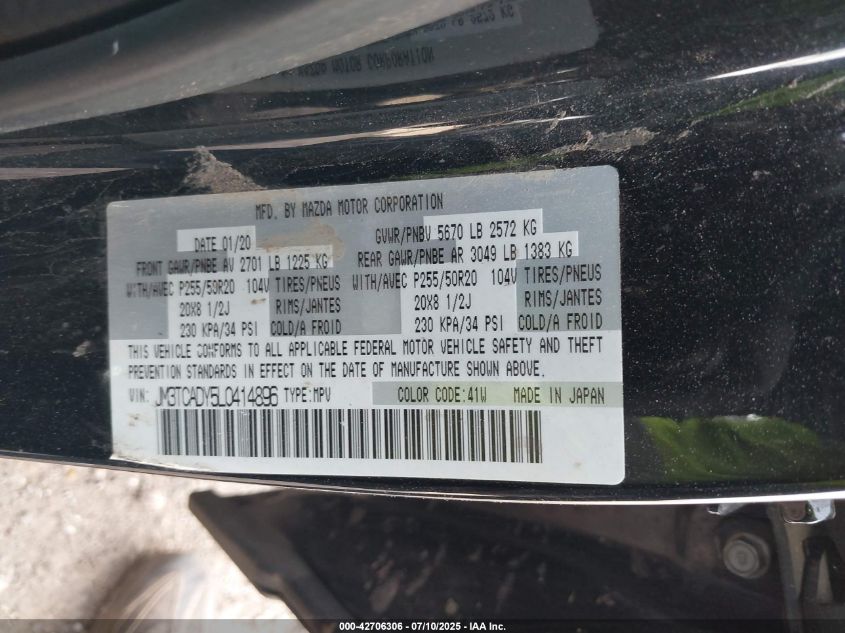 MFD. BY MAZDA MOTOR CORPORATION
DATE 01/20 GVWR/PNBV 5670 LB 2572 KG
FRONT GAWR/PNBE AV 2701 LB 1225 KG REAR GAWR/PNBE AR 3049 LB 1383 KG
WITH/AVEC P255/50R20 104V TIRES/PNEUS WITH/AVEC P255/50R20 104V TIRES/PNEUS
20X8 1/2J RIMS/JANTES 20X8 1/2J RIMS/JANTES
230 KPA/34 PSI COLD/A FROID 230 KPA/34 PSI COLD/A FROID
THIS VEHICLE CONFORMS TO ALL APPLICABLE FEDERAL MOTOR VEHICLE SAFETY AND THEFT
PREVENTION STANDARDS IN EFFECT ON THE DATE OF MANUFACTURE SHOWN ABOVE.
VIN: JM3TCADY5L0414896 TYPE:MPV COLOR CODE:41W MADE IN JAPAN
000-42706306 - 07/10/2025 - IAA Inc.